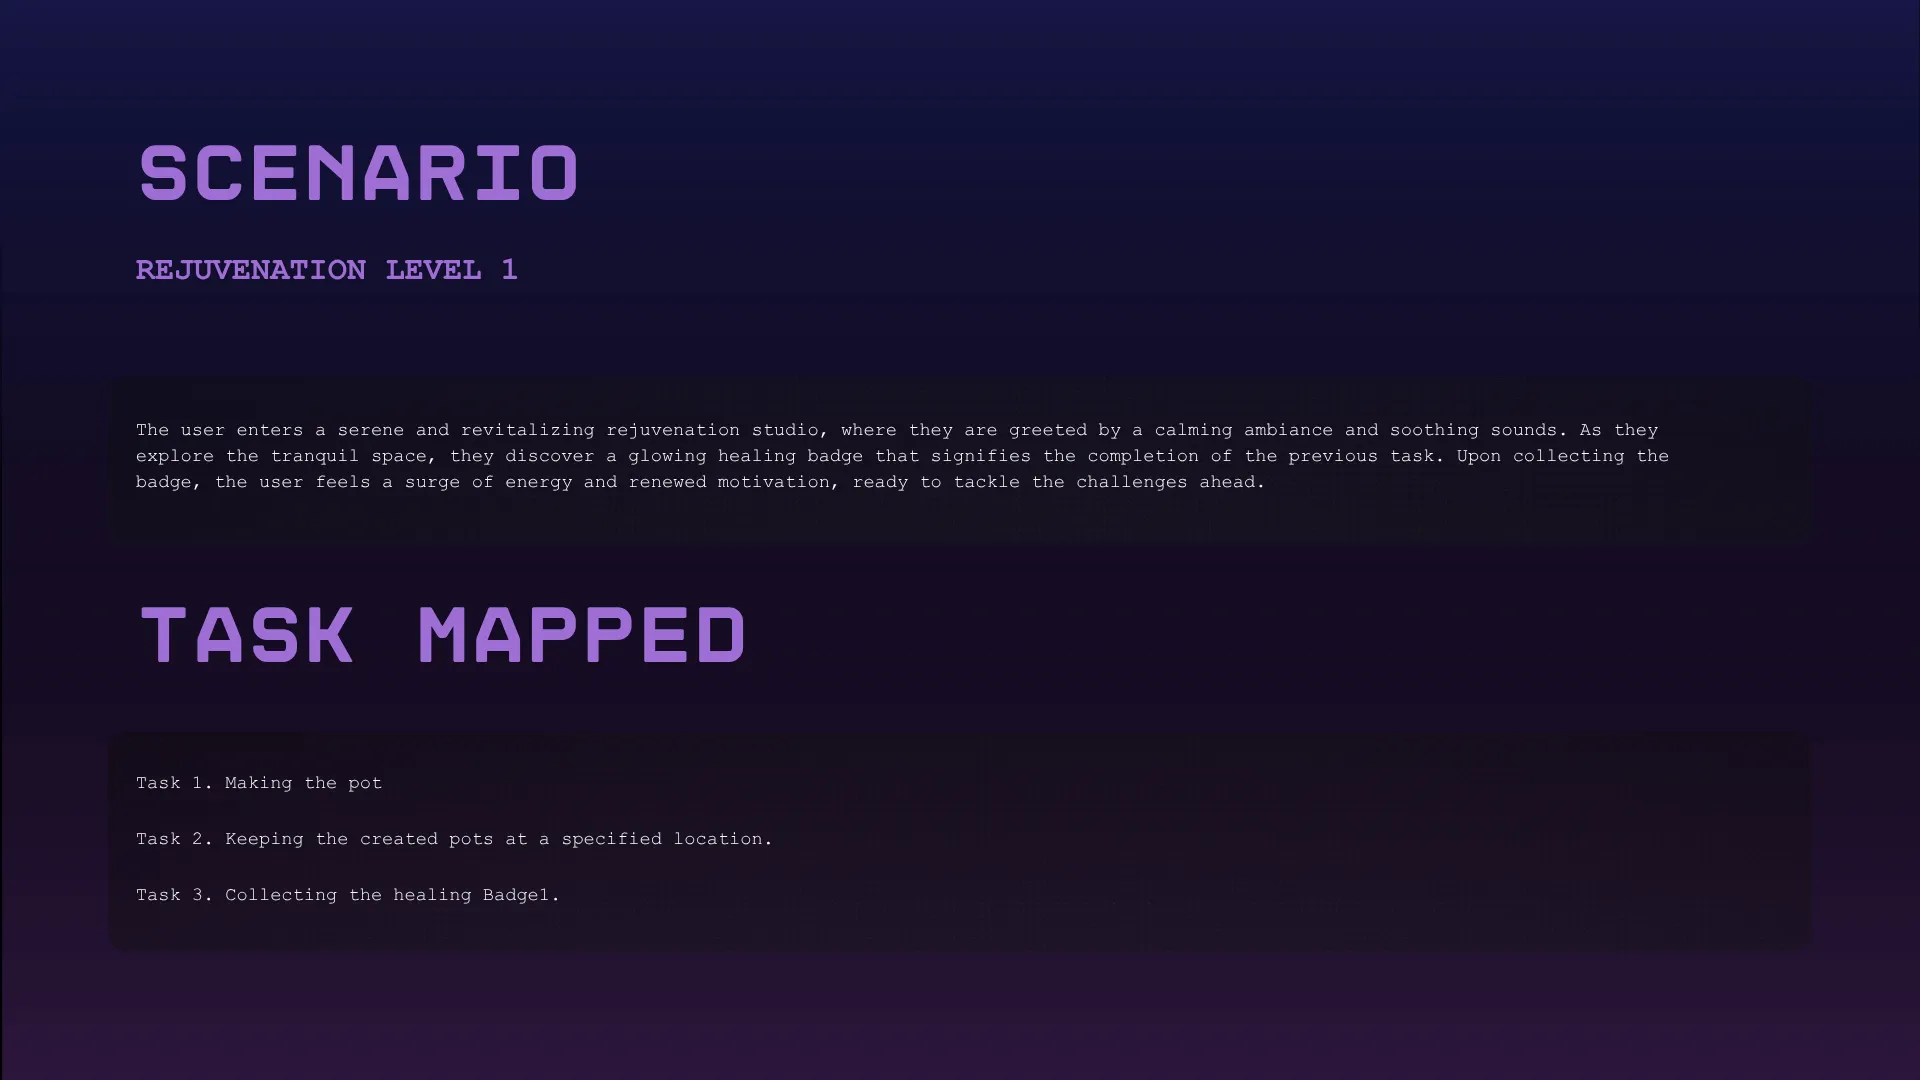 SCENARIO
REJUVENATION LEVEL 1
The user enters a serene and revitalizing rejuvenation studio, where they are greeted by a calming ambiance and soothing sounds. As they
explore the tranquil space, they discover a glowing healing badge that signifies the completion of the previous task. Upon collecting the
badge, the user feels a surge of energy and renewed motivation, ready to tackle the challenges ahead.
TASK MAPPED
Task 1. Making the pot
Task 2. Keeping the created pots at a specified location.
Task 3. Collecting the healing Badge1.